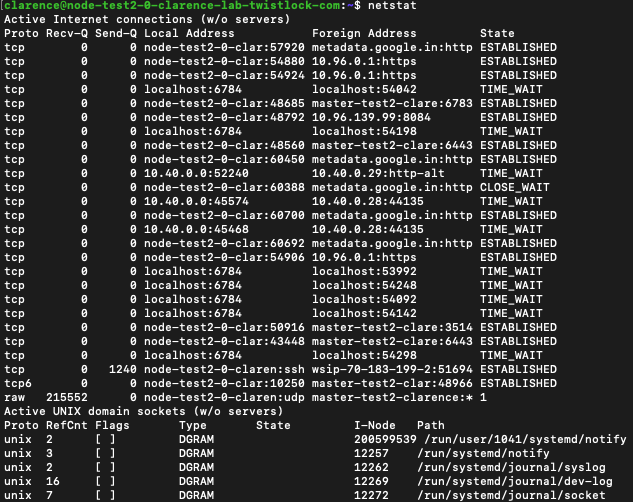 [clarence@node-test2-0-clarence-lab-twistlock-com:~$ netstat
Active Internet connections (w/o servers)
Proto Recv-Q Send-Q Local Address           Foreign Address         State
tcp        0      0 node-test2-0-clar:57920 metadata.google.in:http ESTABLISHED
tcp        0      0 node-test2-0-clar:54880 10.96.0.1:https         ESTABLISHED
tcp        0      0 node-test2-0-clar:54924 10.96.0.1:https         ESTABLISHED
tcp        0      0 localhost:6784          localhost:54042         TIME_WAIT
tcp        0      0 node-test2-0-clar:48685 master-test2-clare:6783 ESTABLISHED
tcp        0      0 node-test2-0-clar:48792 10.96.139.99:8084       ESTABLISHED
tcp        0      0 localhost:6784          localhost:54198         TIME_WAIT
tcp        0      0 node-test2-0-clar:48560 master-test2-clare:6443 ESTABLISHED
tcp        0      0 node-test2-0-clar:60450 metadata.google.in:http ESTABLISHED
tcp        0      0 10.40.0.0:52240         10.40.0.29:http-alt     TIME_WAIT
tcp        0      0 node-test2-0-clar:60388 metadata.google.in:http CLOSE_WAIT
tcp        0      0 10.40.0.0:45574         10.40.0.28:44135        TIME_WAIT
tcp        0      0 node-test2-0-clar:60700 metadata.google.in:http ESTABLISHED
tcp        0      0 10.40.0.0:45468         10.40.0.28:44135        TIME_WAIT
tcp        0      0 node-test2-0-clar:60692 metadata.google.in:http ESTABLISHED
tcp        0      0 node-test2-0-clar:54906 10.96.0.1:https         ESTABLISHED
tcp        0      0 localhost:6784          localhost:53992         TIME_WAIT
tcp        0      0 localhost:6784          localhost:54248         TIME_WAIT
tcp        0      0 localhost:6784          localhost:54092         TIME_WAIT
tcp        0      0 localhost:6784          localhost:54142         TIME_WAIT
tcp        0      0 node-test2-0-clar:50916 master-test2-clare:3514 ESTABLISHED
tcp        0      0 node-test2-0-clar:43448 master-test2-clare:6443 ESTABLISHED
tcp        0      0 localhost:6784          localhost:54298         TIME_WAIT
tcp        0   1240 node-test2-0-claren:ssh wsip-70-183-199-2:51694 ESTABLISHED
tcp6       0      0 node-test2-0-clar:10250 master-test2-clar:48966 ESTABLISHED
raw   215552      0 node-test2-0-claren:udp master-test2-clarence:* 1
Active UNIX domain sockets (w/o servers)
Proto RefCnt Flags       Type       State         I-Node   Path
unix  2      [ ]         DGRAM                    200599539 /run/user/1041/systemd/notify
unix  3      [ ]         DGRAM                    12257    /run/systemd/notify
unix  2      [ ]         DGRAM                    12262    /run/systemd/journal/syslog
unix  16     [ ]         DGRAM                    12269    /run/systemd/journal/dev-log
unix  7      [ ]         DGRAM                    12272    /run/systemd/journal/socket